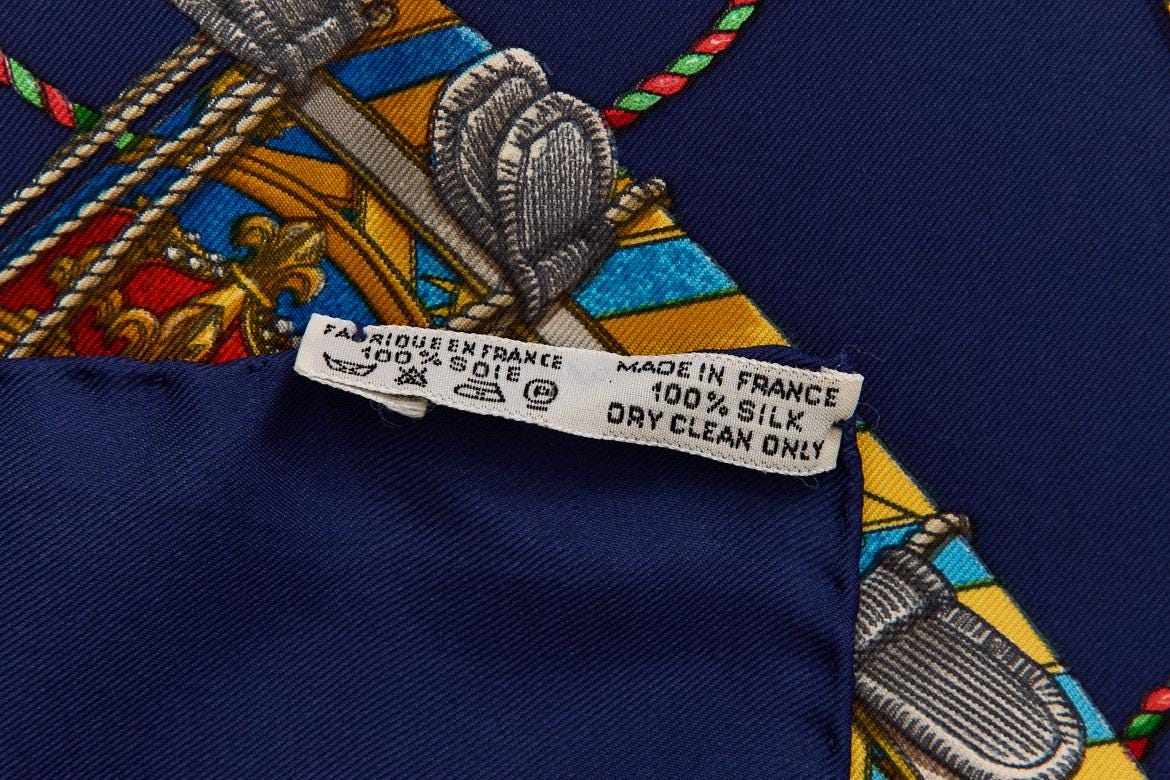 FABRIQUE EN FRANCE
100% SOIE
P
MADE IN FRANCE
100% SILK
DRY CLEAN ONLY